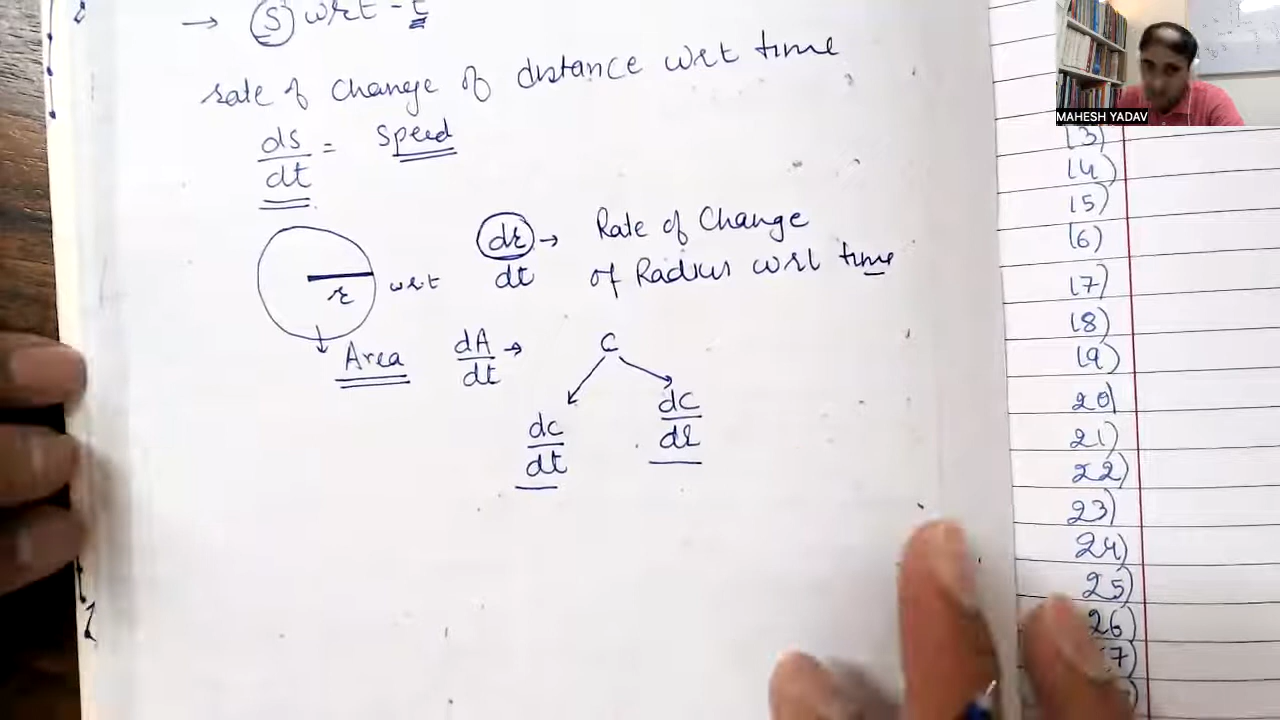 → (S) wrt - t
rate of change of distance wrt time
ds/dt = speed
dr/dt → Rate of Change
of Radius wrt time
r wrt
Area dA/dt →
C
dc/dt dc/dr
MAHESH YADAV
13)
14)
15)
16)
17)
18)
19)
20)
21)
22)
23)
24)
25)
26)
7)